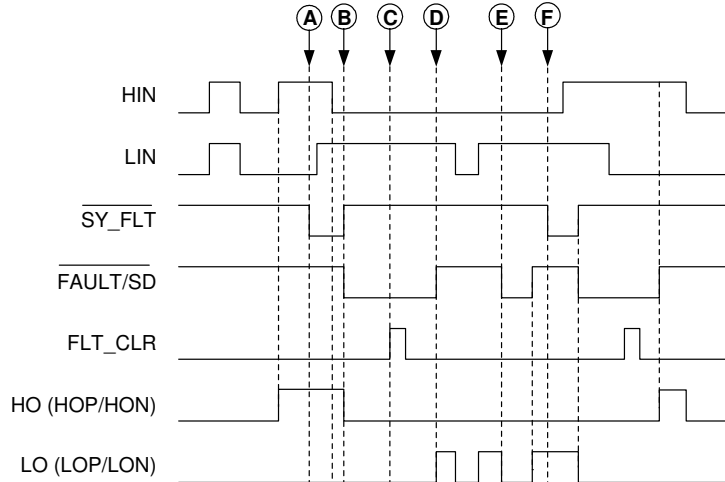 A B C D E F
HIN
LIN
SY_FLT
FAULT/SD
FLT_CLR
HO (HOP/HON)
LO (LOP/LON)